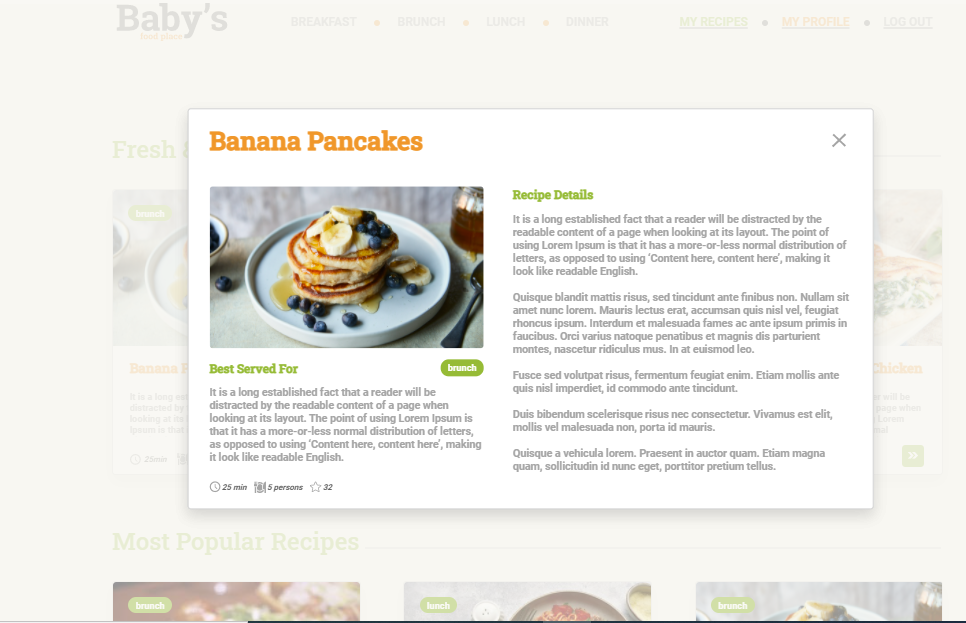 Baby's
food place
BREAKFAST
BRUNCH
LUNCH
DINNER
MY RECIPES
MY PROFILE
LOG OUT
Fresh &
brunch
Banana Pancakes
Recipe Details
It is a long established fact that a reader will be distracted by the
readable content of a page when looking at its layout. The point of
using Lorem Ipsum is that it has a more-or-less normal distribution of
letters, as opposed to using 'Content here, content here', making it
look like readable English.
Quisque blandit mattis risus, sed tincidunt ante finibus non. Nullam sit
amet nunc lorem. Mauris lectus erat, accumsan quis nisl vel, feugiat
rhoncus ipsum. Interdum et malesuada fames ac ante ipsum primis in
faucibus. Orci varius natoque penatibus et magnis dis parturient
montes, nascetur ridiculus mus. In at euismod leo.
Fusce sed volutpat risus, fermentum feugiat enim. Etiam mollis ante
quis nisl imperdiet, id commodo ante tincidunt.
Duis bibendum scelerisque risus nec consectetur. Vivamus est elit,
mollis vel malesuada non, porta id mauris.
Quisque a vehicula lorem. Praesent in auctor quam. Etiam magna
quam, sollicitudin id nunc eget, porttitor pretium tellus.
Best Served For
brunch
It is a long established fact that a reader will be
distracted by the readable content of a page when
looking at its layout. The point of using Lorem Ipsum is
that it has a more-or-less normal distribution of letters,
as opposed to using 'Content here, content here', making
it look like readable English.
25 min
5 persons
32
Banana P
It is a long est
distracted by
looking at its
Ipsum is that
25min
Chicken
will be
page when
Lorem
»
Most Popular Recipes
brunch
lunch
brunch